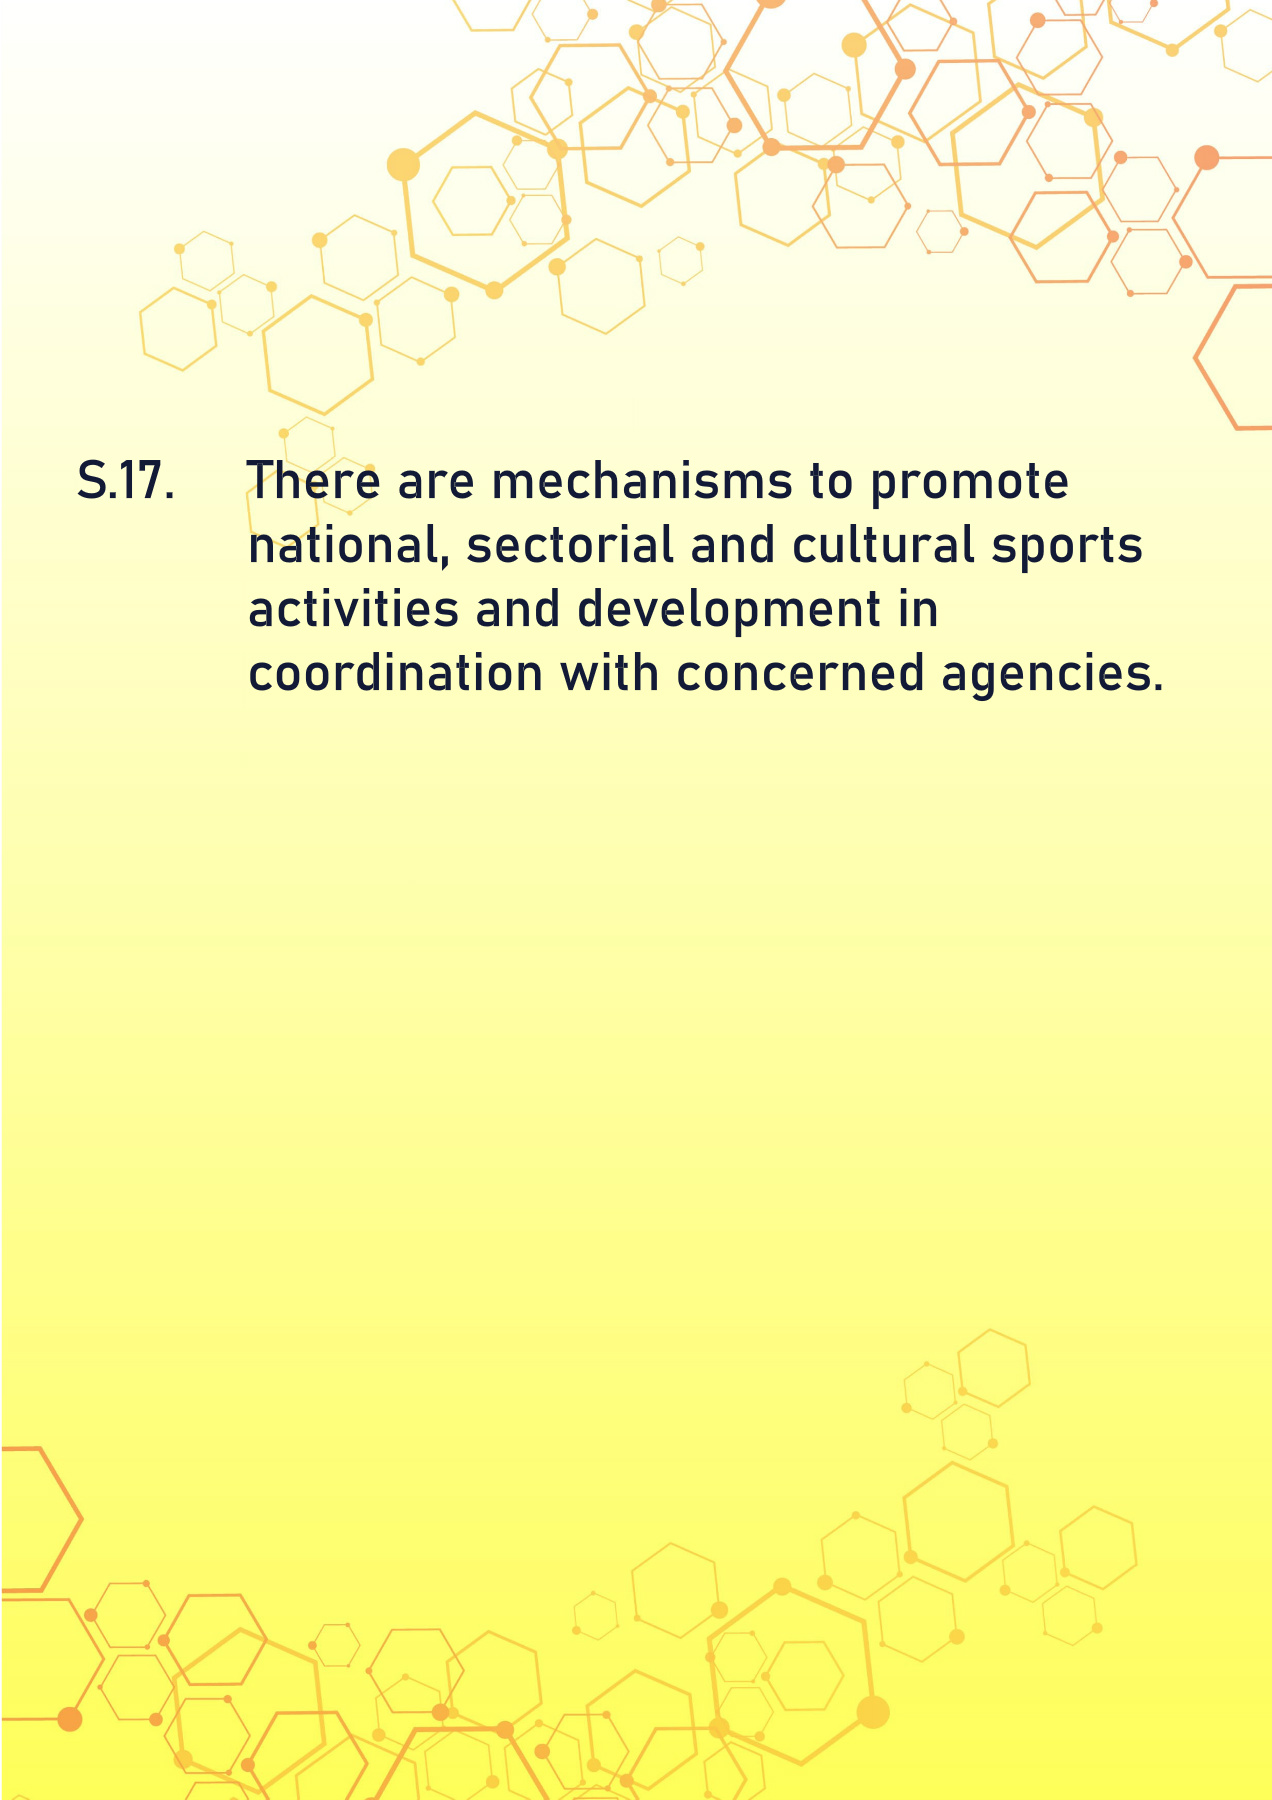 S.17. There are mechanisms to promote
national, sectorial and cultural sports
activities and development in
coordination with concerned agencies.